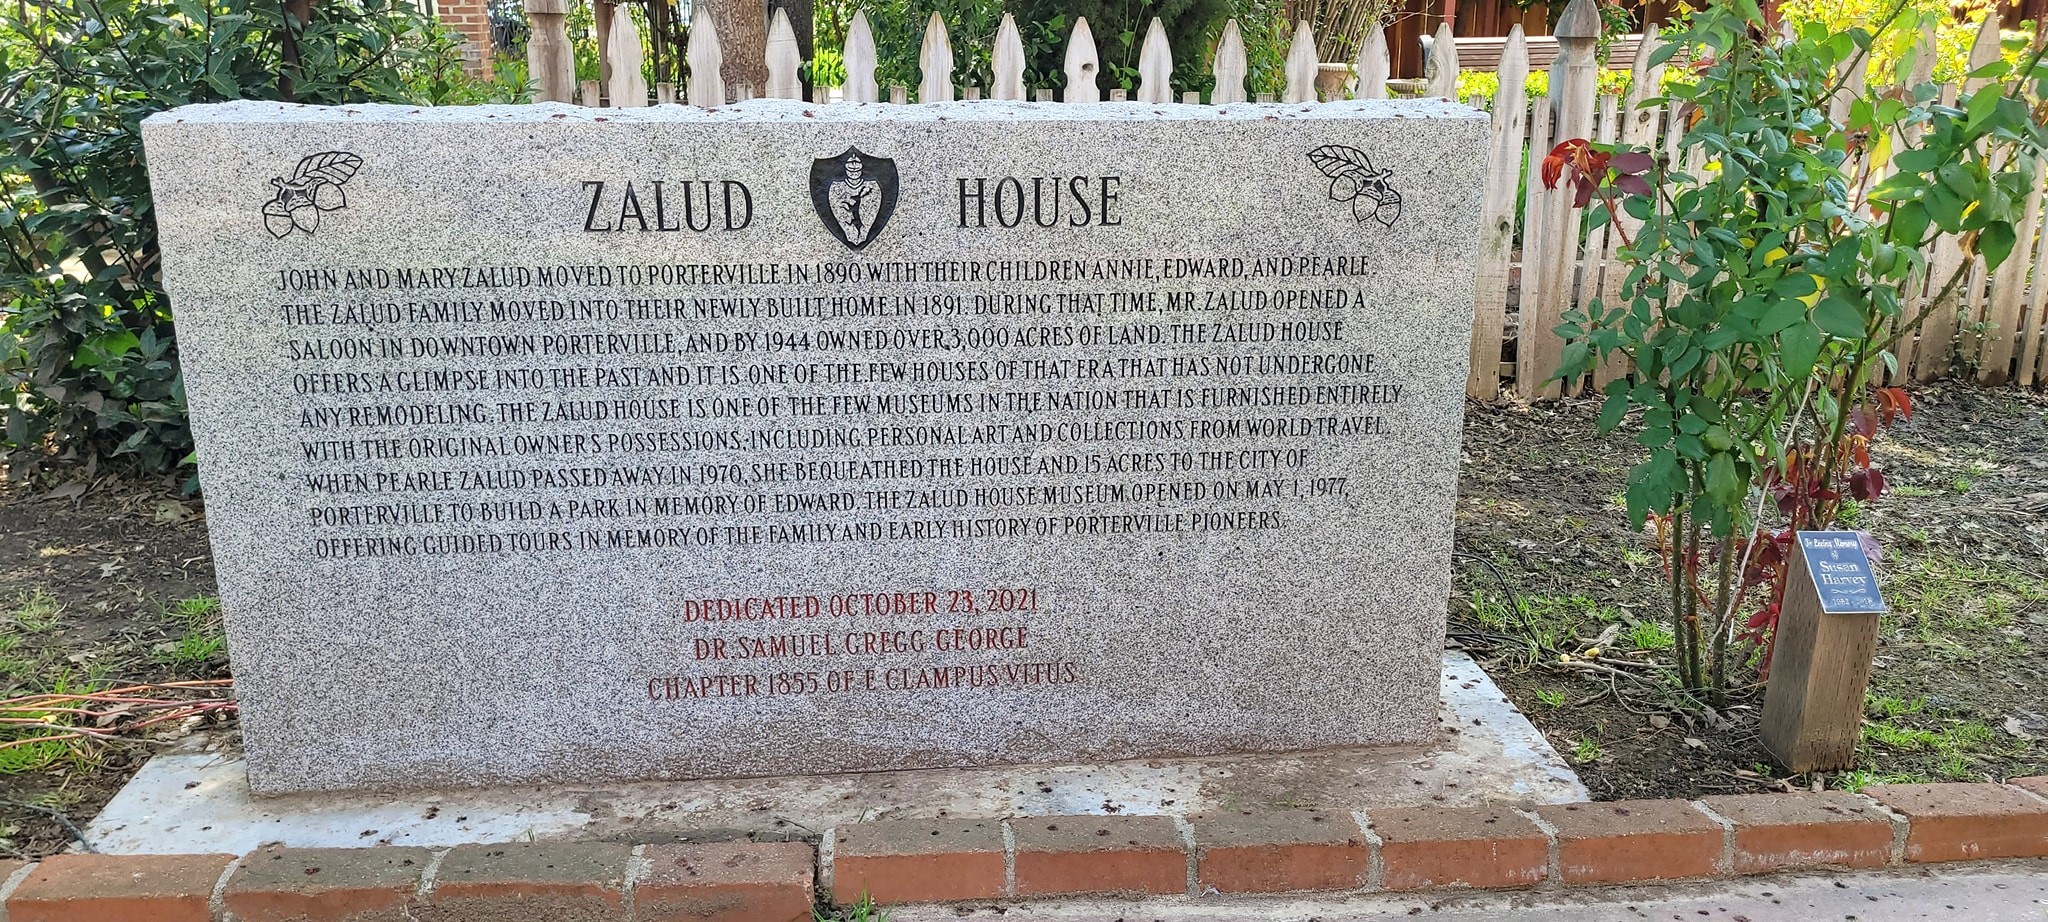 ZALUD HOUSE
JOHN AND MARY ZALUD MOVED TO PORTERVILLE IN 1890 WITH THEIR CHILDREN ANNIE, EDWARD, AND PEARLE.
THE ZALUD FAMILY MOVED INTO THEIR NEWLY BUILT HOME IN 1891. DURING THAT TIME, MR. ZALUD OPENED A
SALOON IN DOWNTOWN PORTERVILLE, AND BY 1944 OWNED OVER 3,000 ACRES OF LAND. THE ZALUD HOUSE
OFFERS A GLIMPSE INTO THE PAST AND IT IS ONE OF THE FEW HOUSES OF THAT ERA THAT HAS NOT UNDERGONE
ANY REMODELING. THE ZALUD HOUSE IS ONE OF THE FEW MUSEUMS IN THE NATION THAT IS FURNISHED ENTIRELY
WITH THE ORIGINAL OWNER'S POSSESSIONS, INCLUDING PERSONAL ART AND COLLECTIONS FROM WORLD TRAVEL.
WHEN PEARLE ZALUD PASSED AWAY IN 1970, SHE BEQUEATHED THE HOUSE AND 15 ACRES TO THE CITY OF
PORTERVILLE TO BUILD A PARK IN MEMORY OF EDWARD. THE ZALUD HOUSE MUSEUM OPENED ON MAY 1, 1977,
OFFERING GUIDED TOURS IN MEMORY OF THE FAMILY AND EARLY HISTORY OF PORTERVILLE PIONEERS.
DEDICATED OCTOBER 23, 2021
DR. SAMUEL GREGG GEORGE
CHAPTER 1855 OF E CLAMPUS VITUS
In Loving Memory
of
Susan
Harvey